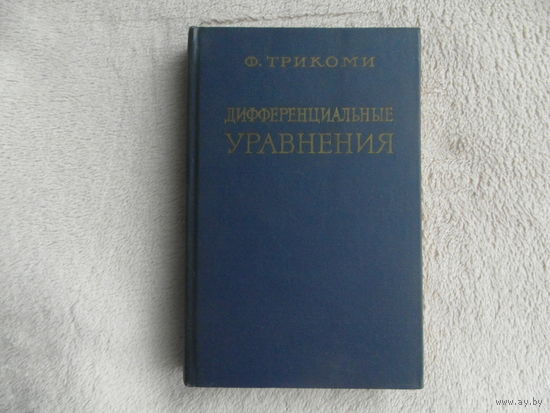 Ф. ТРИКОМИ
ДИФФЕРЕНЦИАЛЬНЫЕ
УРАВНЕНИЯ
© www.ay.by